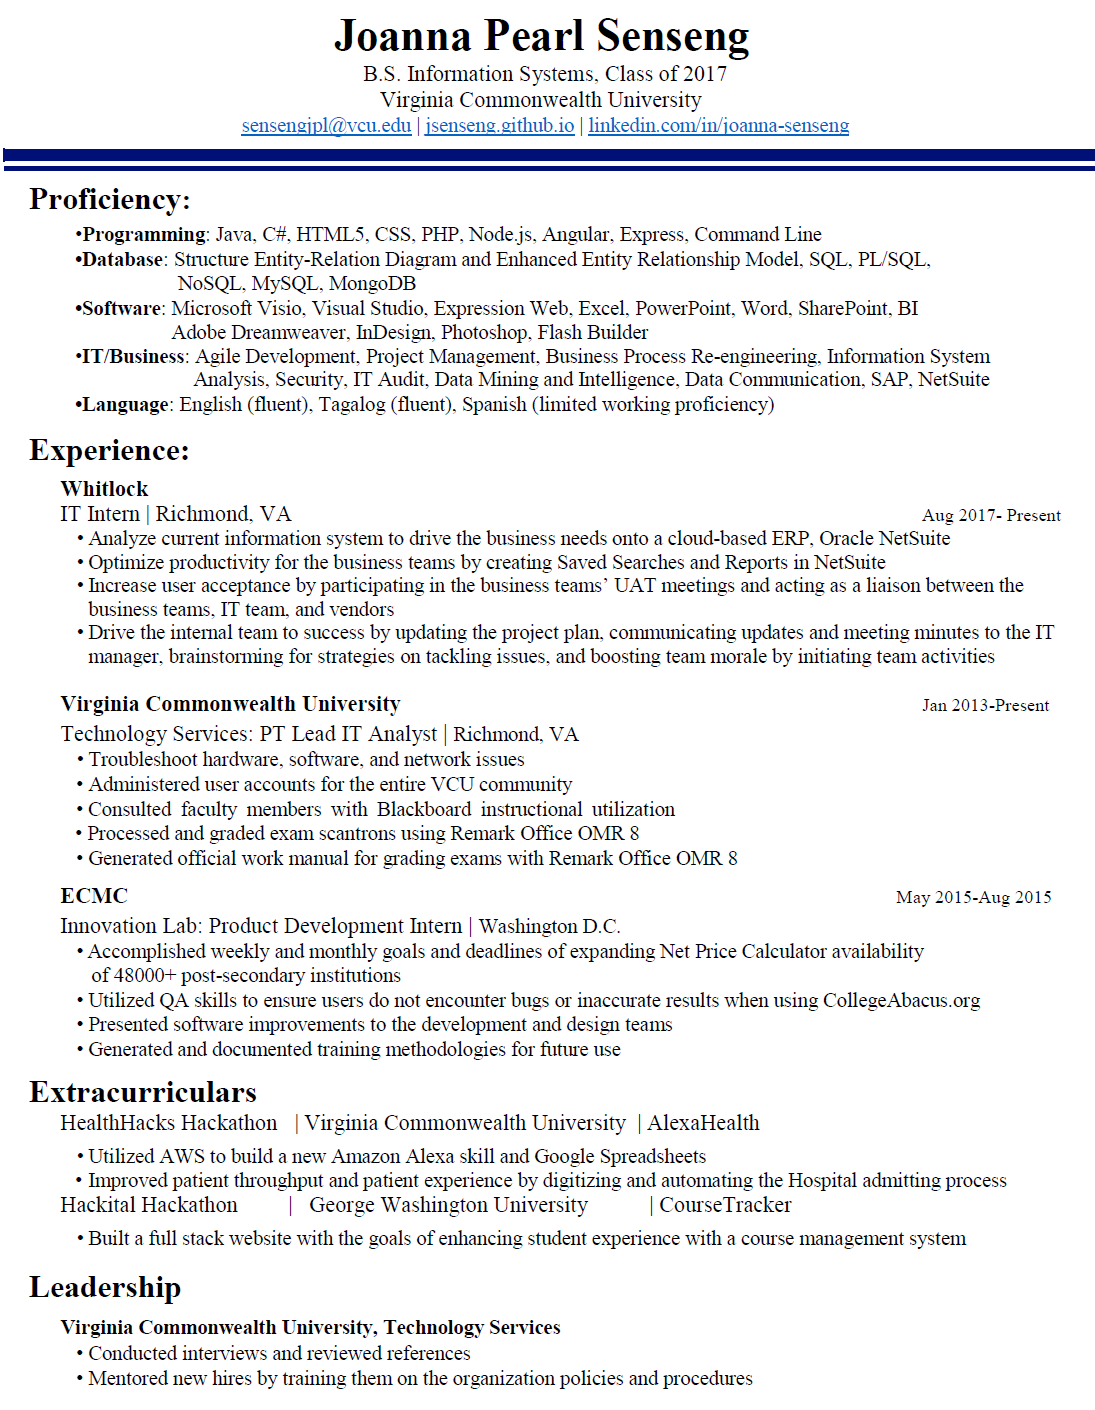 Joanna Pearl Senseng
B.S. Information Systems, Class of 2017
Virginia Commonwealth University
sensengjpl@vcu.edu | jsenseng.github.io | linkedin.com/in/joanna-senseng
Proficiency:
•Programming: Java, C#, HTML5, CSS, PHP, Node.js, Angular, Express, Command Line
•Database: Structure Entity-Relation Diagram and Enhanced Entity Relationship Model, SQL, PL/SQL,
NoSQL, MySQL, MongoDB
•Software: Microsoft Visio, Visual Studio, Expression Web, Excel, PowerPoint, Word, SharePoint, BI
Adobe Dreamweaver, InDesign, Photoshop, Flash Builder
•IT/Business: Agile Development, Project Management, Business Process Re-engineering, Information System
Analysis, Security, IT Audit, Data Mining and Intelligence, Data Communication, SAP, NetSuite
•Language: English (fluent), Tagalog (fluent), Spanish (limited working proficiency)
Experience:
Whitlock
IT Intern | Richmond, VA Aug 2017- Present
• Analyze current information system to drive the business needs onto a cloud-based ERP, Oracle NetSuite
• Optimize productivity for the business teams by creating Saved Searches and Reports in NetSuite
• Increase user acceptance by participating in the business teams’ UAT meetings and acting as a liaison between the
business teams, IT team, and vendors
• Drive the internal team to success by updating the project plan, communicating updates and meeting minutes to the IT
manager, brainstorming for strategies on tackling issues, and boosting team morale by initiating team activities
Virginia Commonwealth University Jan 2013-Present
Technology Services: PT Lead IT Analyst | Richmond, VA
• Troubleshoot hardware, software, and network issues
• Administered user accounts for the entire VCU community
• Consulted faculty members with Blackboard instructional utilization
• Processed and graded exam scantrons using Remark Office OMR 8
• Generated official work manual for grading exams with Remark Office OMR 8
ECMC May 2015-Aug 2015
Innovation Lab: Product Development Intern | Washington D.C.
• Accomplished weekly and monthly goals and deadlines of expanding Net Price Calculator availability
of 48000+ post-secondary institutions
• Utilized QA skills to ensure users do not encounter bugs or inaccurate results when using CollegeAbacus.org
• Presented software improvements to the development and design teams
• Generated and documented training methodologies for future use
Extracurriculars
HealthHacks Hackathon | Virginia Commonwealth University | AlexaHealth
• Utilized AWS to build a new Amazon Alexa skill and Google Spreadsheets
• Improved patient throughput and patient experience by digitizing and automating the Hospital admitting process
Hackital Hackathon | George Washington University | CourseTracker
• Built a full stack website with the goals of enhancing student experience with a course management system
Leadership
Virginia Commonwealth University, Technology Services
• Conducted interviews and reviewed references
• Mentored new hires by training them on the organization policies and procedures